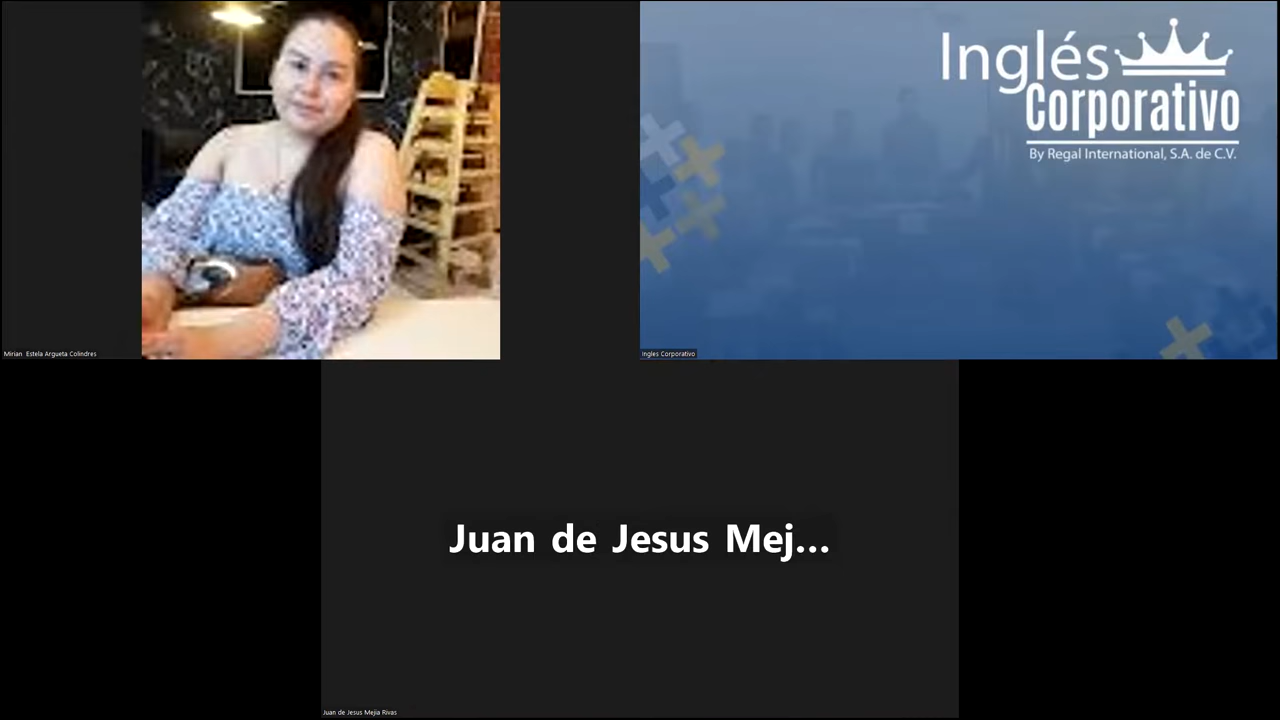 Inglés
Corporativo
By Regal International, S.A. de C.V.
Mirian Estela Argueta Colindres
Ingles Corporativo
Juan de Jesus Mej...
Juan de Jesus Mejia Rivas